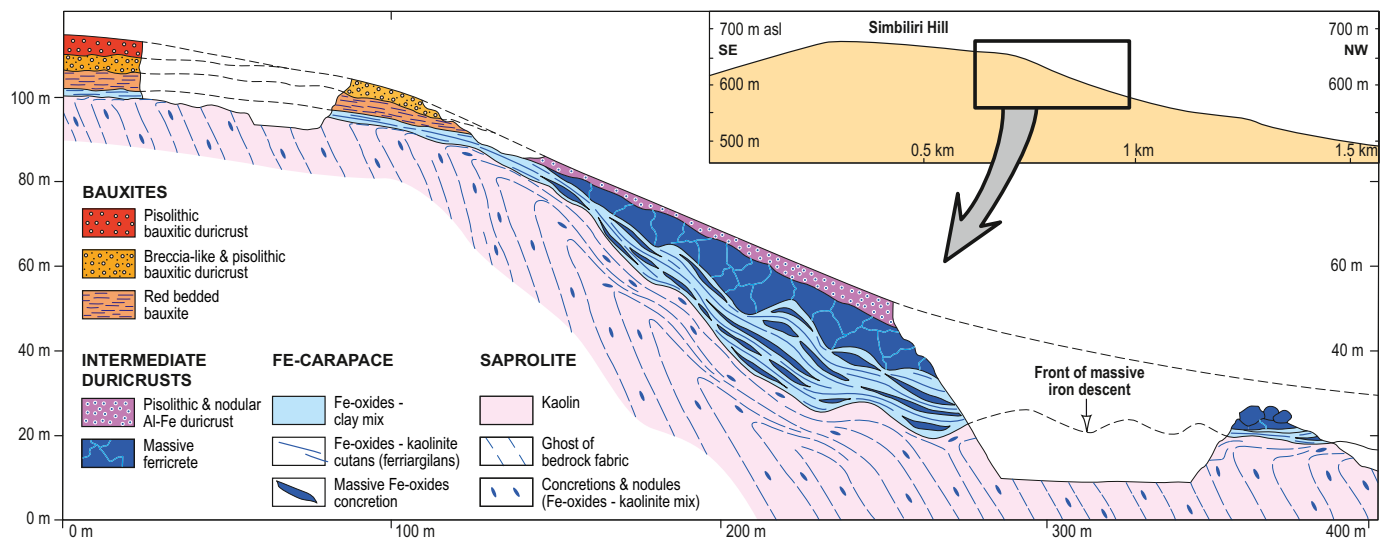 700 m asl
SE
Simbiliri Hill
700 m
NW
600 m
600 m
500 m
0.5 km
1 km
1.5 km
100 m
80 m
60 m
40 m
20 m
0 m
60 m
40 m
20 m
BAUXITES
Pisolithic
bauxitic duricrust
Breccia-like & pisolithic
bauxitic duricrust
Red bedded
bauxite
INTERMEDIATE
DURICRUSTS
Pisolithic & nodular
Al-Fe duricrust
Massive
ferricrete
FE-CARAPACE
Fe-oxides -
clay mix
Fe-oxides - kaolinite
cutans (ferriargilans)
Massive Fe-oxides
concretion
SAPROLITE
Kaolin
Ghost of
bedrock fabric
Concretions & nodules
(Fe-oxides - kaolinite mix)
Front of massive
iron descent
0 m
100 m
200 m
300 m
400 m